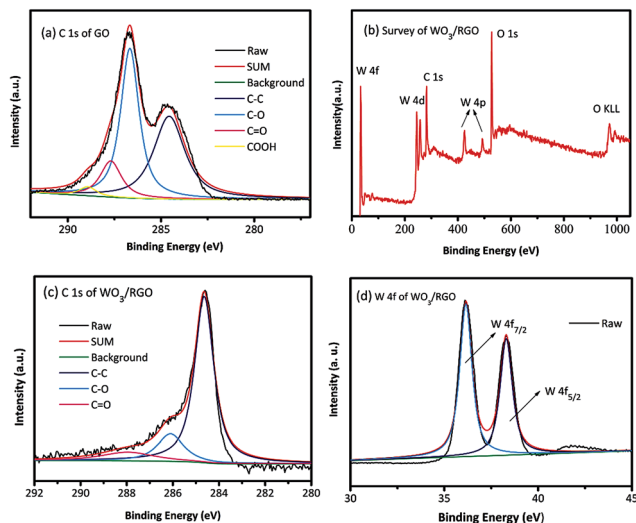 (a) C 1s of GO
Raw
SUM
Background
C-C
C-O
C=O
COOH
Intensity(a.u.)
290 285 280
Binding Energy (eV)
(b) Survey of WO3/RGO
O 1s
W 4f
C 1s
W 4d
W 4p
O KLL
Intensity(a.u.)
0 200 400 600 800 1000
Binding Energy (eV)
(c) C 1s of WO3/RGO
Raw
SUM
Background
C-C
C-O
C=O
Intensity (a. u.)
292 290 288 286 284 282 280
Binding Energy (eV)
(d) W 4f of WO3/RGO
Raw
W 4f7/2
W 4f5/2
Intensity (a. u.)
30 35 40 45
Binding Energy (eV)